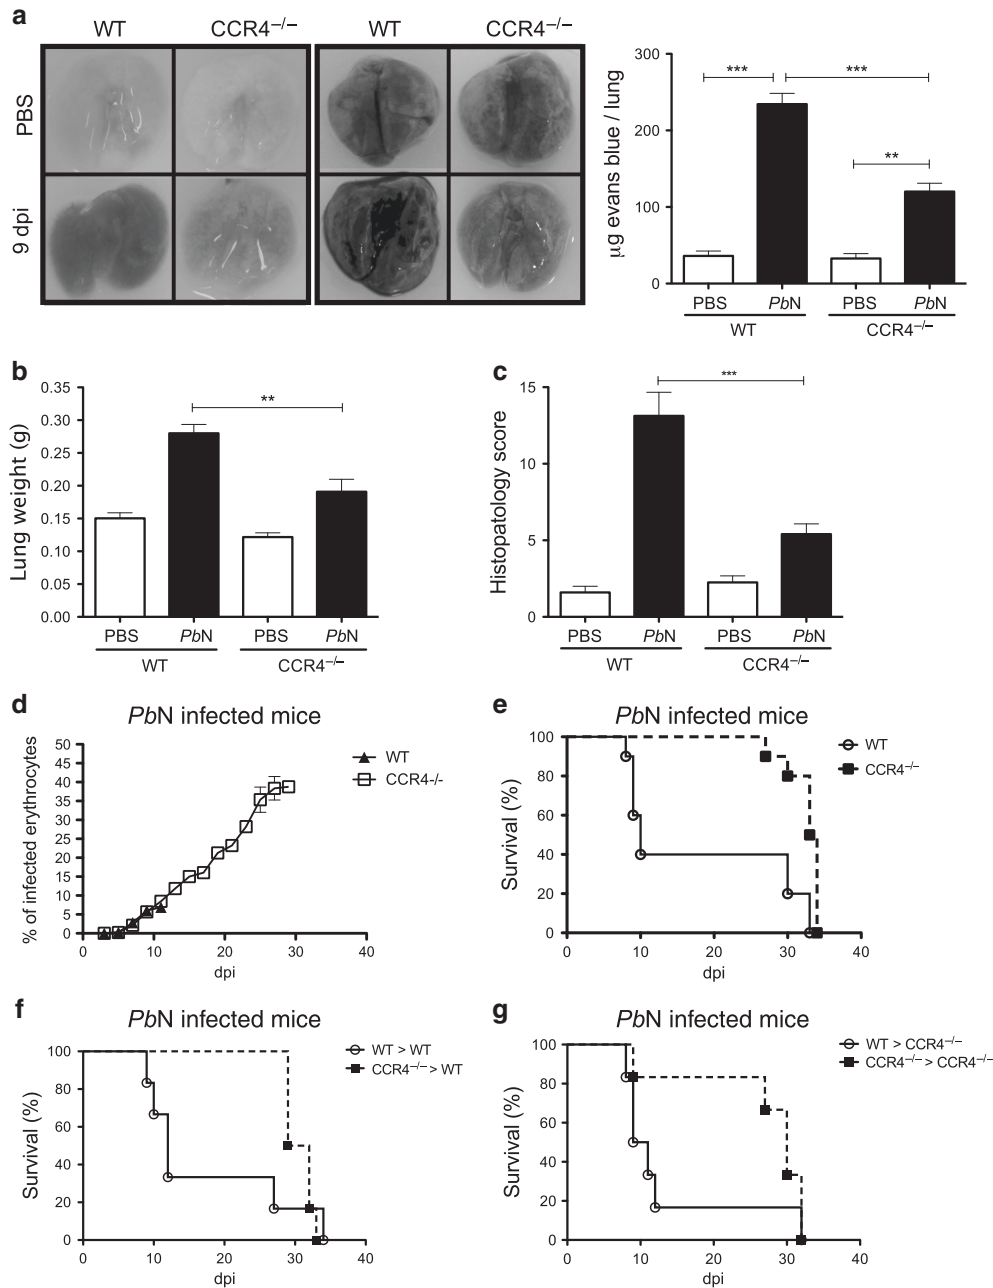 a
WT CCR4–/– WT CCR4–/–
PBS
9 dpi
µg evans blue / lung
300
200
100
0
*** ***
**
PBS PbN PBS PbN
WT CCR4–/–
b
Lung weight (g)
0.35
0.30
0.25
0.20
0.15
0.10
0.05
0.00
**
PBS PbN PBS PbN
WT CCR4–/–
c
Histopatology score
15
10
5
0
***
PBS PbN PBS PbN
WT CCR4–/–
d
PbN infected mice
% of infected erythrocytes
50
45
40
35
30
25
20
15
10
5
0
0 10 20 30 40
dpi
WT
CCR4-/-
e
PbN infected mice
Survival (%)
100
80
60
40
20
0
0 10 20 30 40
dpi
WT
CCR4–/–
f
PbN infected mice
Survival (%)
100
80
60
40
20
0
0 10 20 30 40
dpi
WT > WT
CCR4–/– > WT
g
PbN infected mice
Survival (%)
100
80
60
40
20
0
0 10 20 30 40
dpi
WT > CCR4–/–
CCR4–/– > CCR4–/–